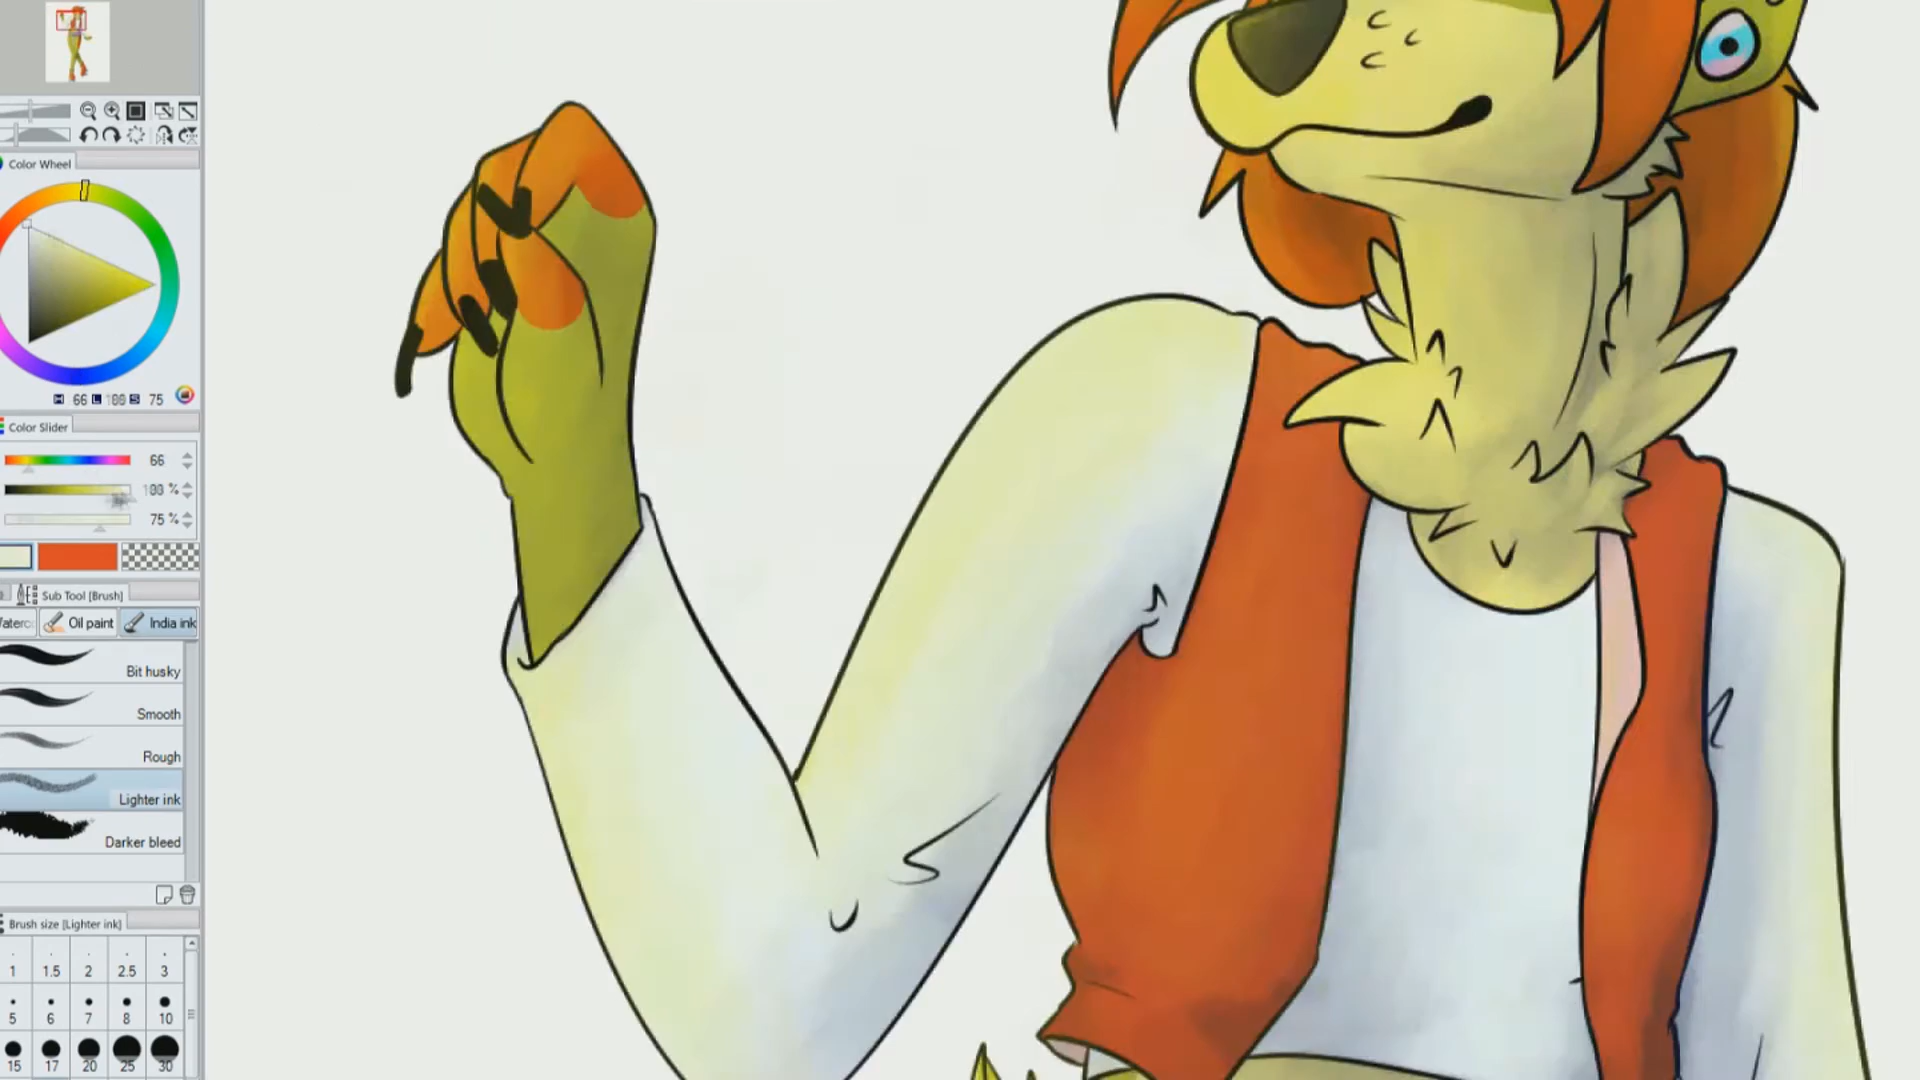 Color Wheel
66 100 75
Color Slider
66
100 %
75 %
Sub Tool [Brush]
Oil paint India ink
Bit husky
Smooth
Rough
Lighter ink
Darker bleed
Brush size [Lighter ink]
1 1.5 2 2.5 3
5 6 7 8 10
15 17 20 25 30